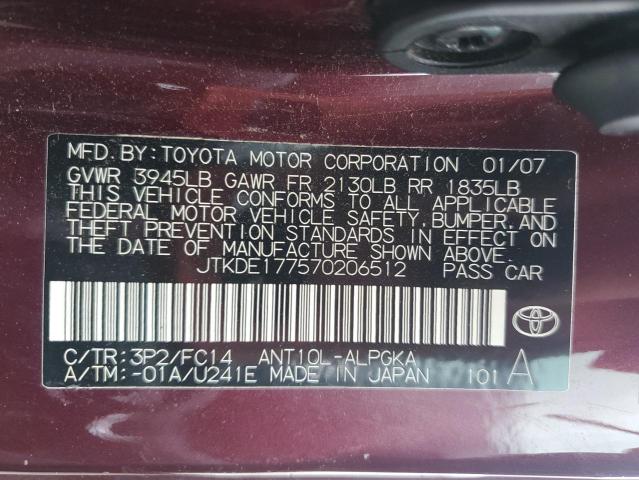 MFD. BY: TOYOTA MOTOR CORPORATION 01/07
GVWR 3945LB GAWR FR 2130LB RR 1835LB
THIS VEHICLE CONFORMS TO ALL APPLICABLE
FEDERAL MOTOR VEHICLE SAFETY, BUMPER, AND
THEFT PREVENTION STANDARDS IN EFFECT ON
THE DATE OF MANUFACTURE SHOWN ABOVE.
JTKDE177570206512 PASS CAR
C/TR: 3P2/FC14 ANT10L-ALPGKA
A/TM: -01A/U241E MADE IN JAPAN 101 A